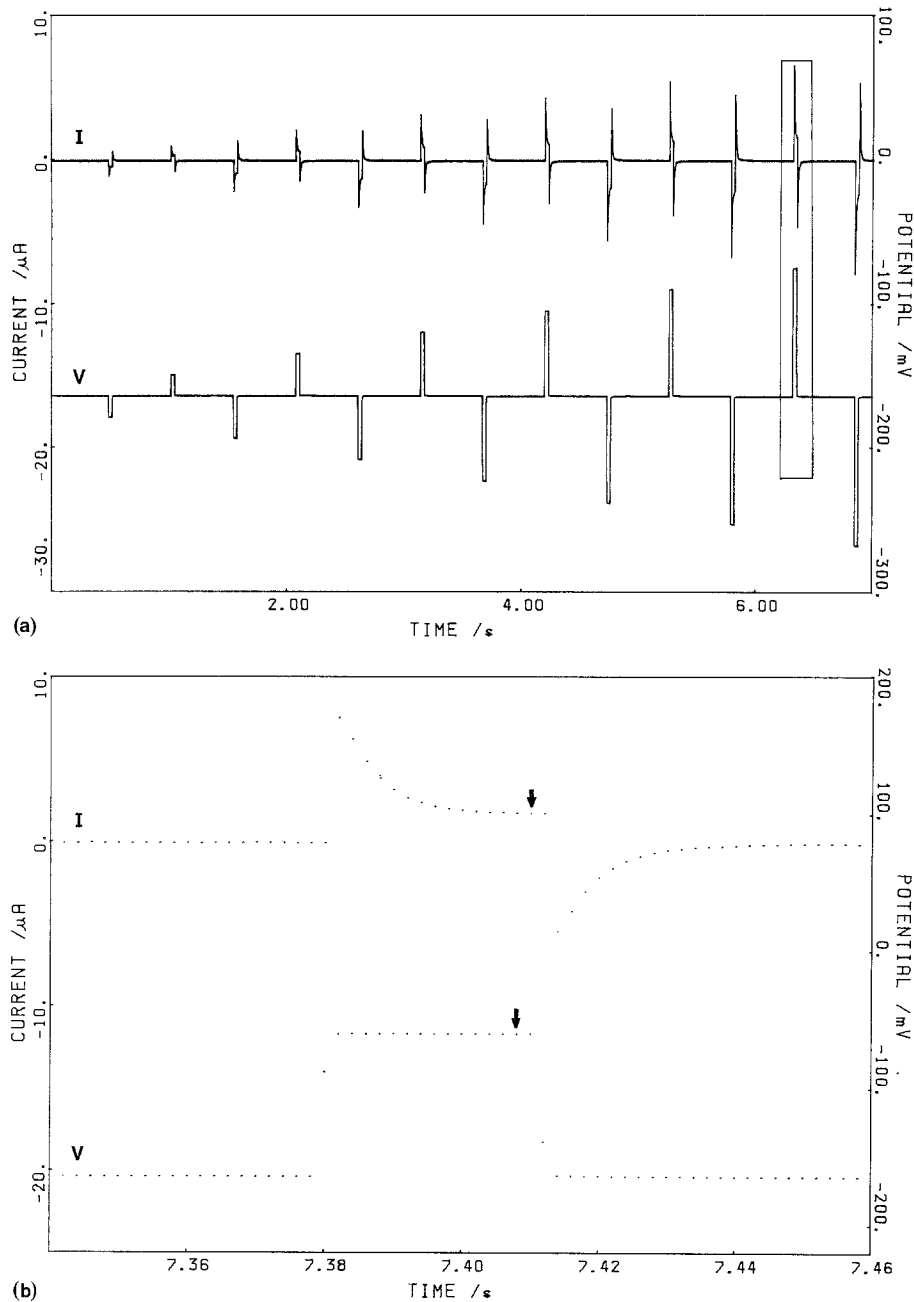 (a)
10.
0.
-10.
-20.
-30.
CURRENT /µA
I
V
100.
0.
-100.
-200.
-300.
POTENTIAL /mV
2.00
4.00
6.00
TIME /s
(b)
10.
0.
-10.
-20.
CURRENT /µA
I
V
200.
100.
0.
-100.
-200.
POTENTIAL /mV
7.36
7.38
7.40
7.42
7.44
7.46
TIME /s